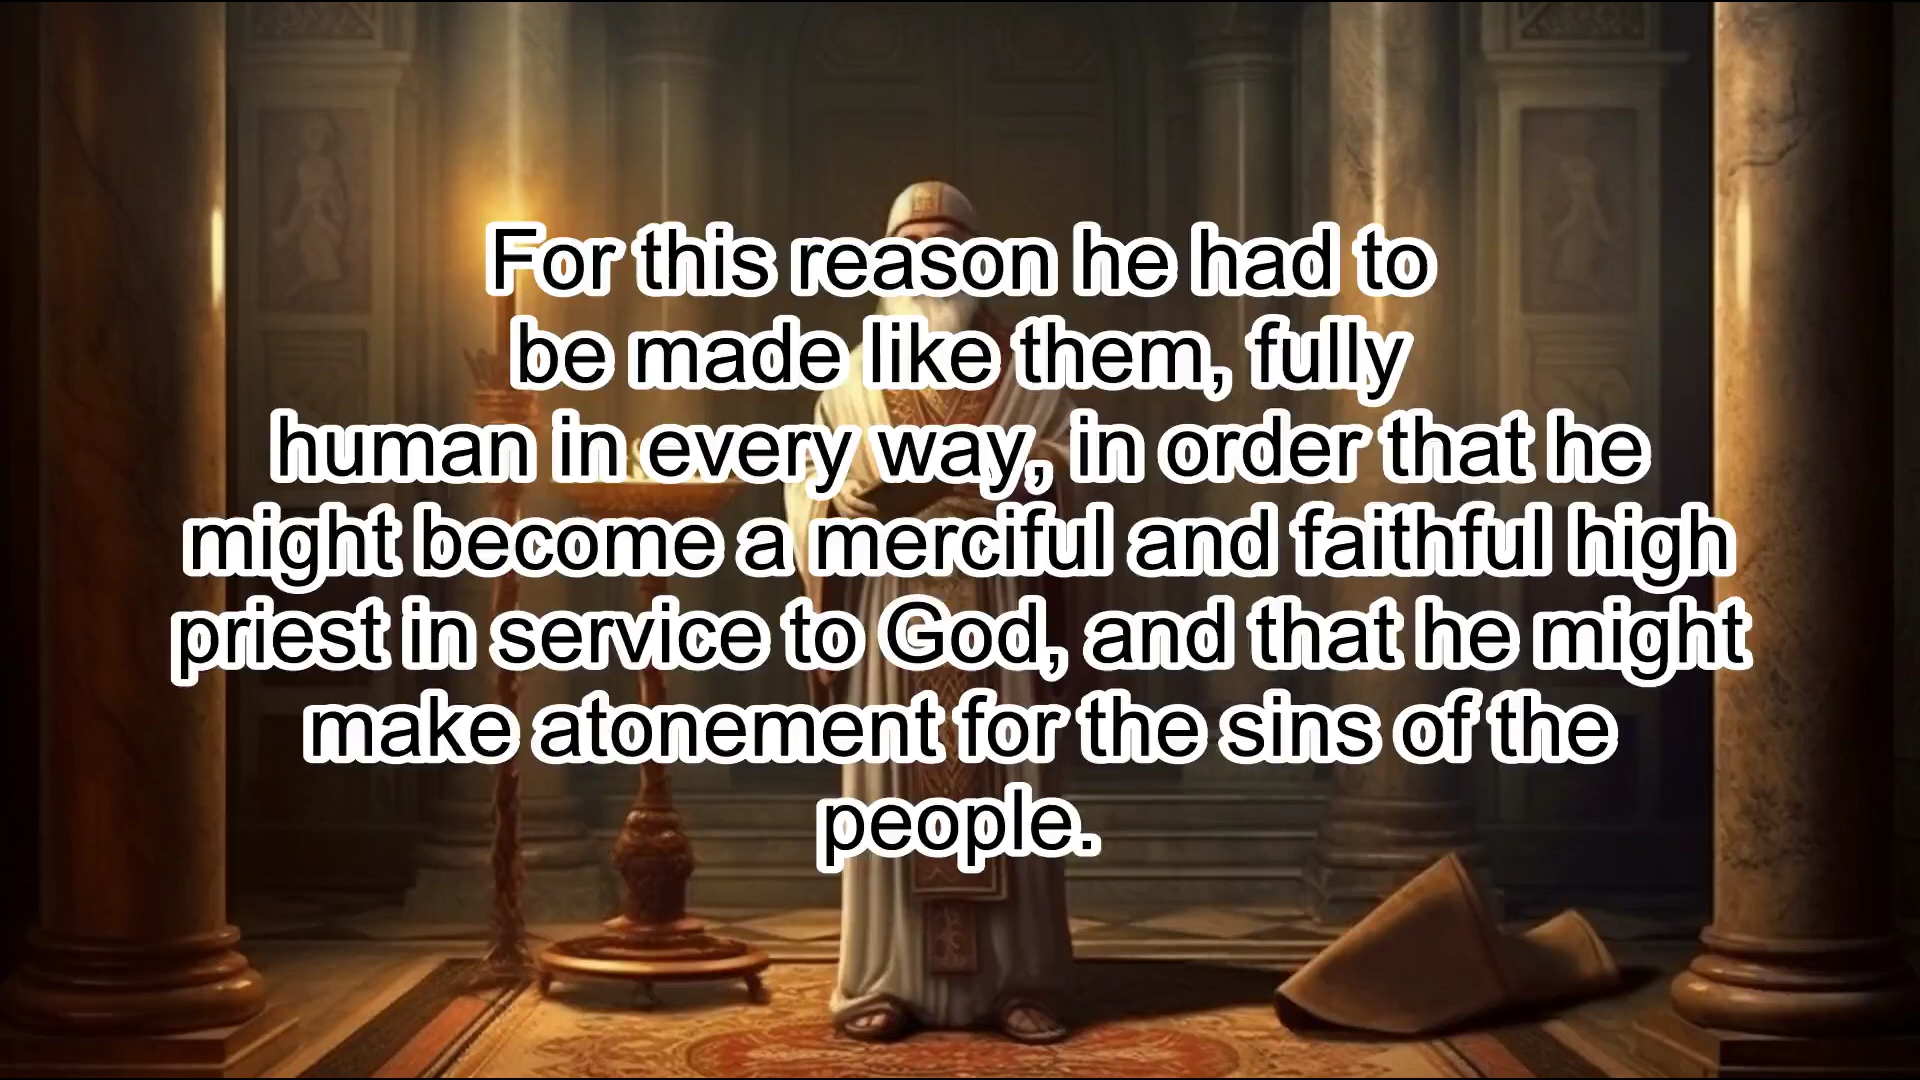 For this reason he had to
be made like them, fully
human in every way, in order that he
might become a merciful and faithful high
priest in service to God, and that he might
make atonement for the sins of the
people.